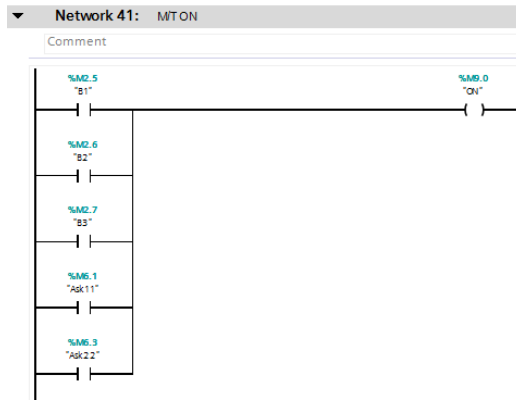 Network 41: M/T ON
Comment
%M2.5
"B1"
%M9.0
"ON"
%M2.6
"B2"
%M2.7
"B3"
%M6.1
"Ask11"
%M6.3
"Ask22"